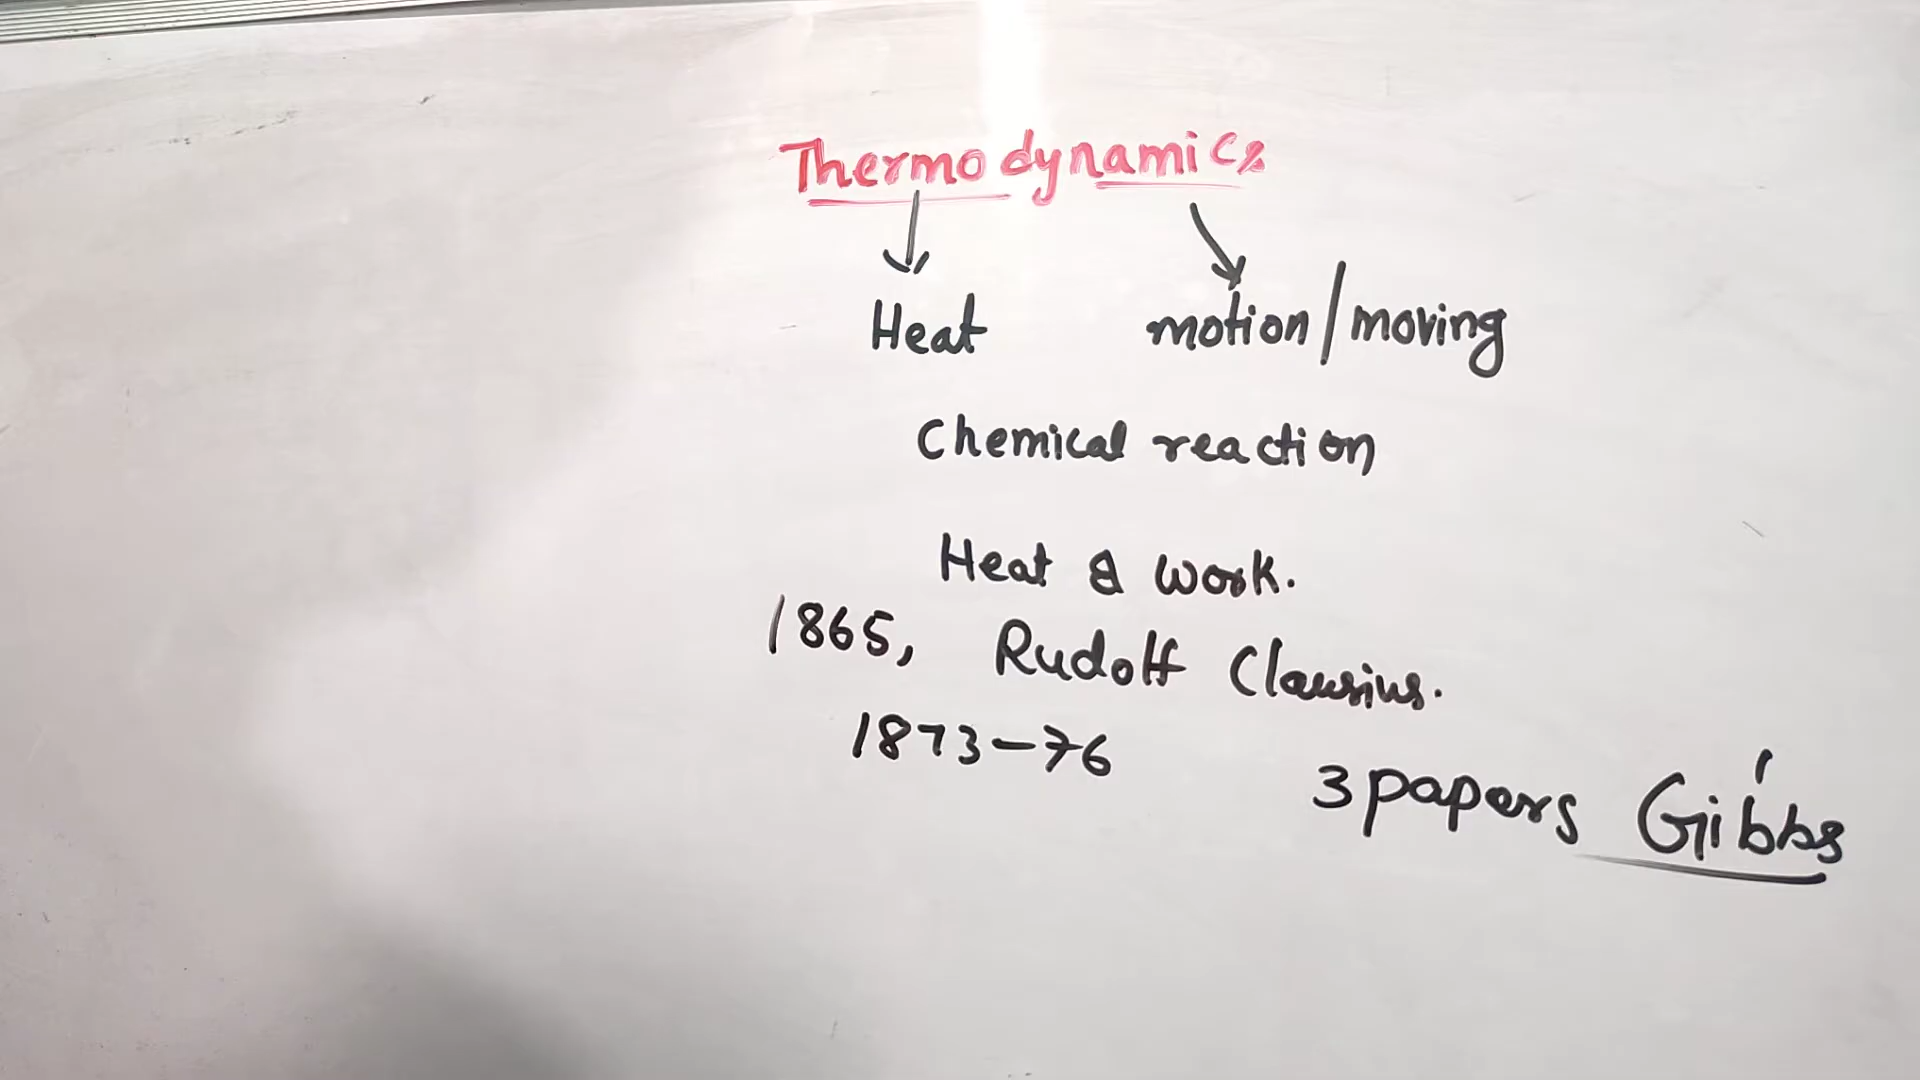 Thermodynamics
Heat motion/moving
Chemical reaction
Heat & work.
1865, Rudolf Clausius.
1873-76
3 papers Gibbs